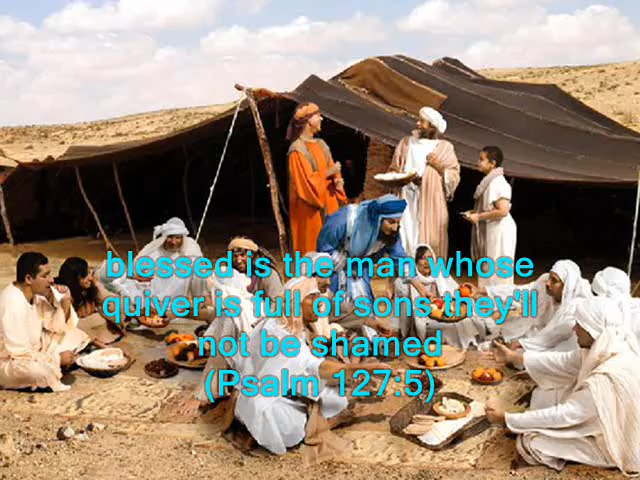 blessed is the man whose
quiver is full of sons they'll
not be shamed
(Psalm 127:5)